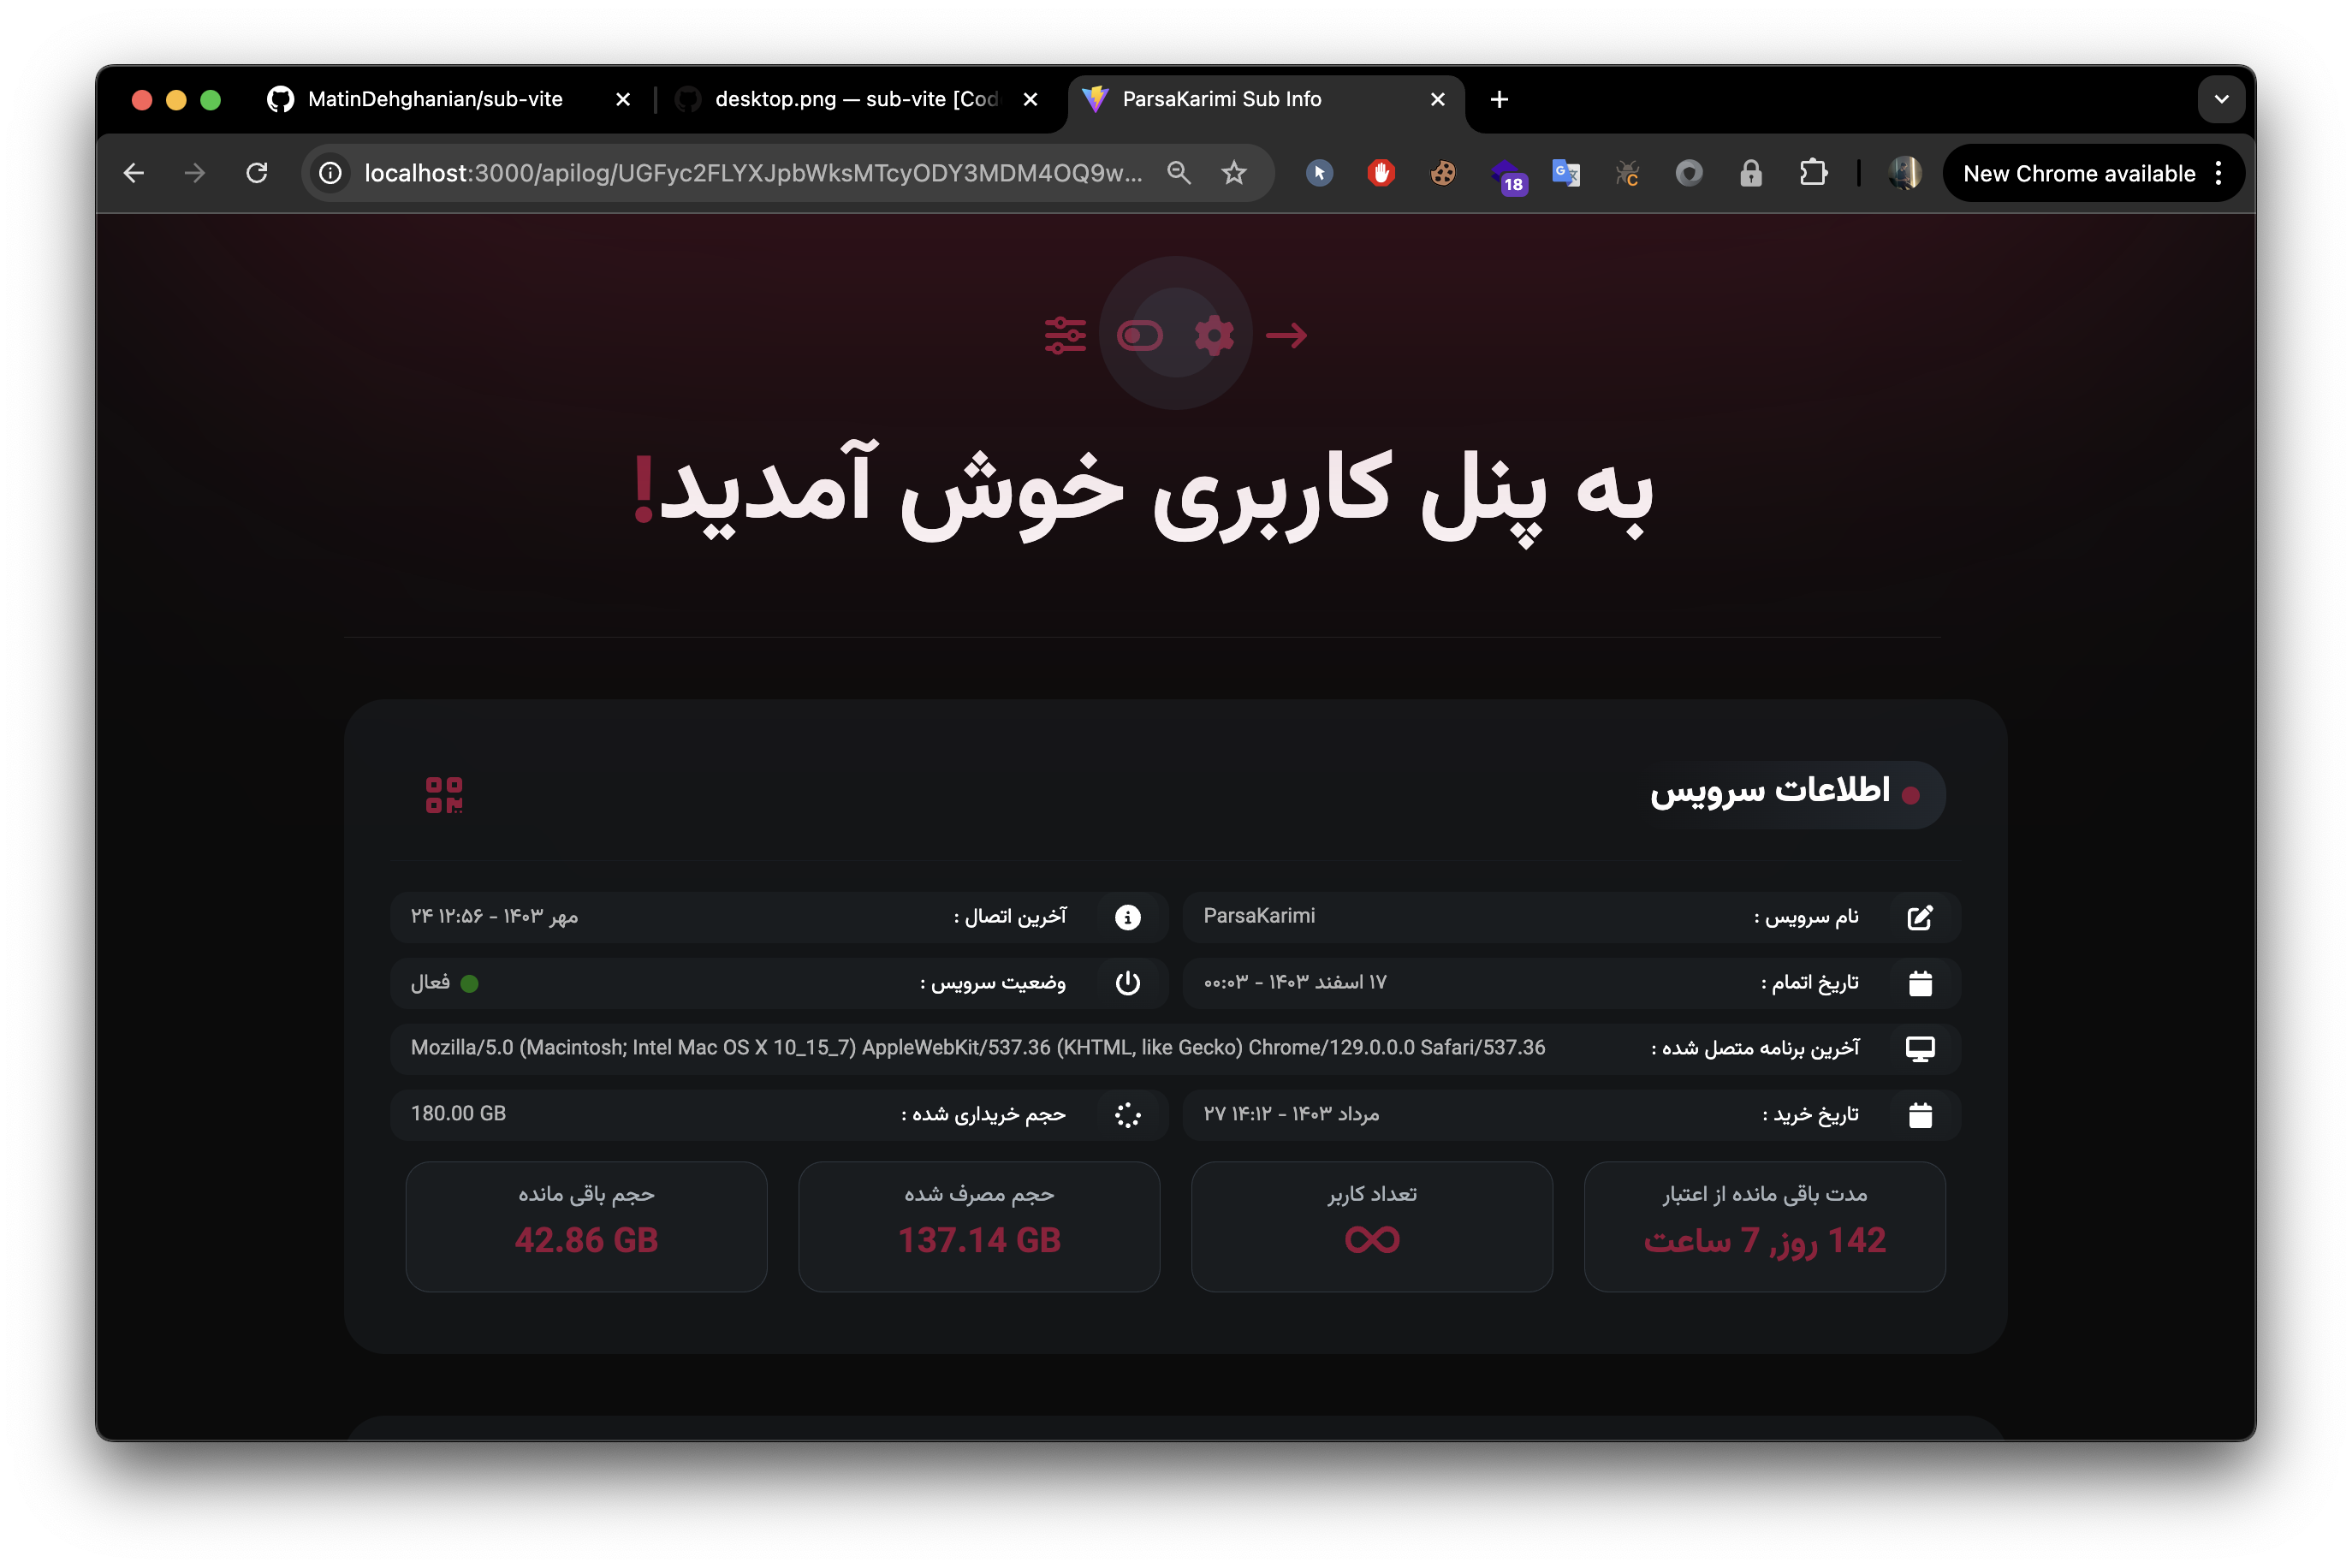 MatinDehghanian/sub-vite
desktop.png — sub-vite [Cod
ParsaKarimi Sub Info
localhost:3000/apilog/UGFyc2FLYXJpbWksMTcyODY3MDM4OQ9w...
18
New Chrome available
به پنل کاربری خوش آمدید!
اطلاعات سرویس
نام سرویس : ParsaKarimi
آخرین اتصال : ۲۴ مهر ۱۴۰۳ - ۱۲:۵۶
تاریخ اتمام : ۱۷ اسفند ۱۴۰۳ - ۰۰:۰۳
وضعیت سرویس : فعال
آخرین برنامه متصل شده : Mozilla/5.0 (Macintosh; Intel Mac OS X 10_15_7) AppleWebKit/537.36 (KHTML, like Gecko) Chrome/129.0.0.0 Safari/537.36
تاریخ خرید : ۲۷ مرداد ۱۴۰۳ - ۱۴:۱۲
حجم خریداری شده : 180.00 GB
مدت باقی مانده از اعتبار
142 روز, 7 ساعت
تعداد کاربر
∞
حجم مصرف شده
137.14 GB
حجم باقی مانده
42.86 GB